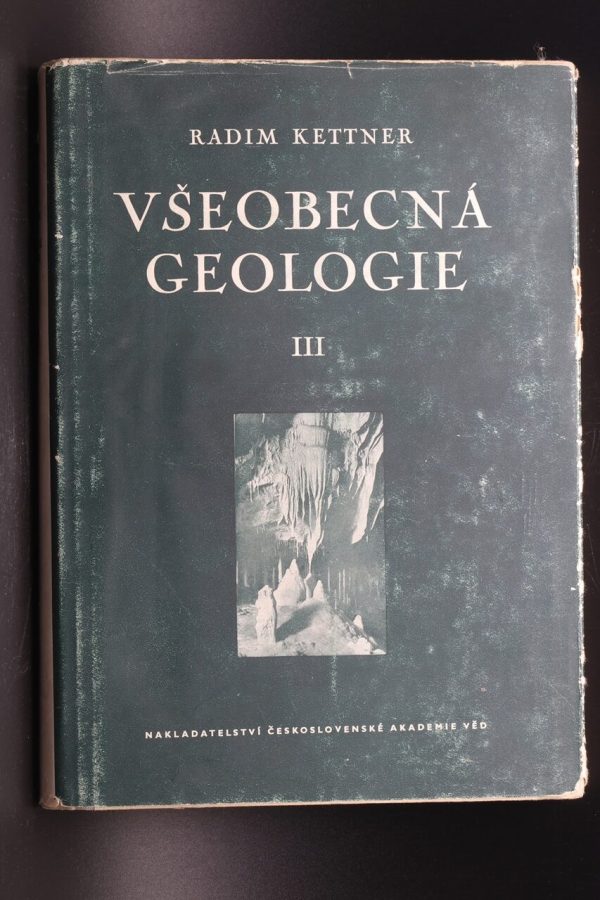 RADIM KETTNER
VŠEOBECNÁ
GEOLOGIE
III
NAKLADATELSTVÍ ČESKOSLOVENSKÉ AKADEMIE VĚD